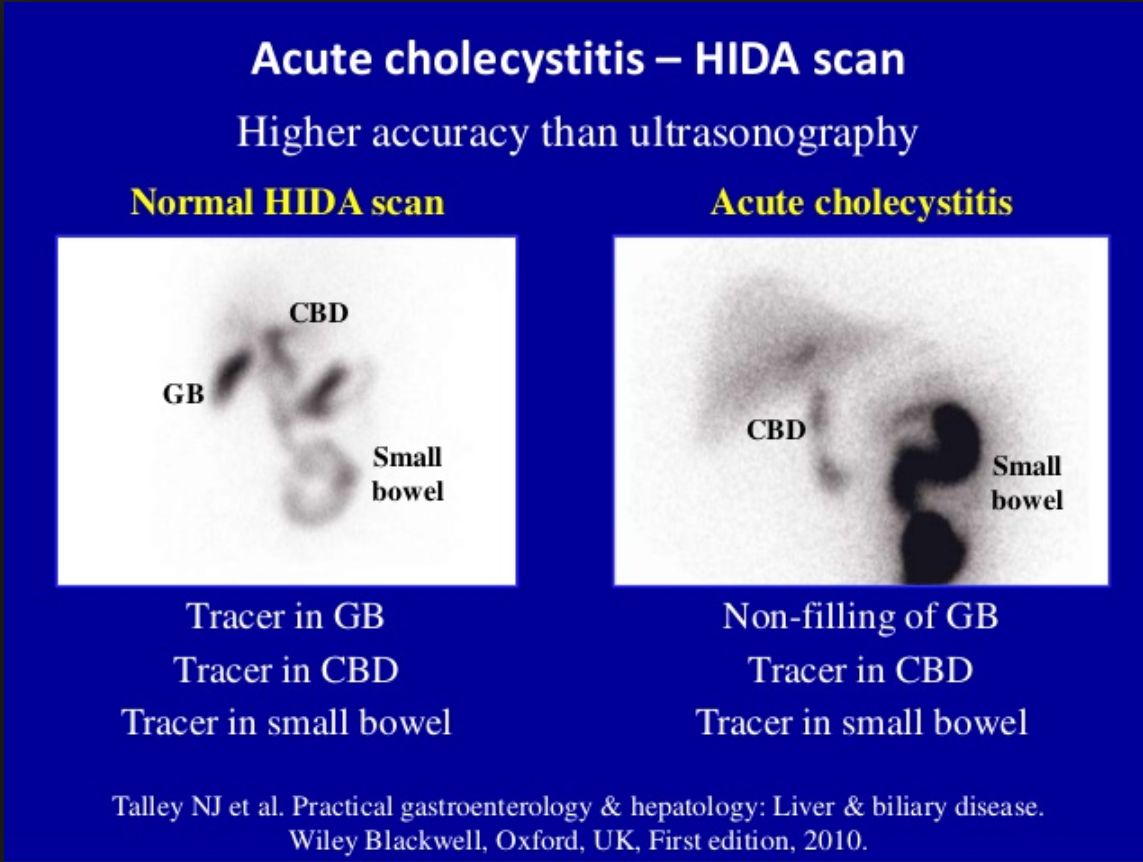 Acute cholecystitis – HIDA scan
Higher accuracy than ultrasonography
Normal HIDA scan
CBD
GB
Small
bowel
Tracer in GB
Tracer in CBD
Tracer in small bowel
Acute cholecystitis
CBD
Small
bowel
Non-filling of GB
Tracer in CBD
Tracer in small bowel
Talley NJ et al. Practical gastroenterology & hepatology: Liver & biliary disease.
Wiley Blackwell, Oxford, UK, First edition, 2010.